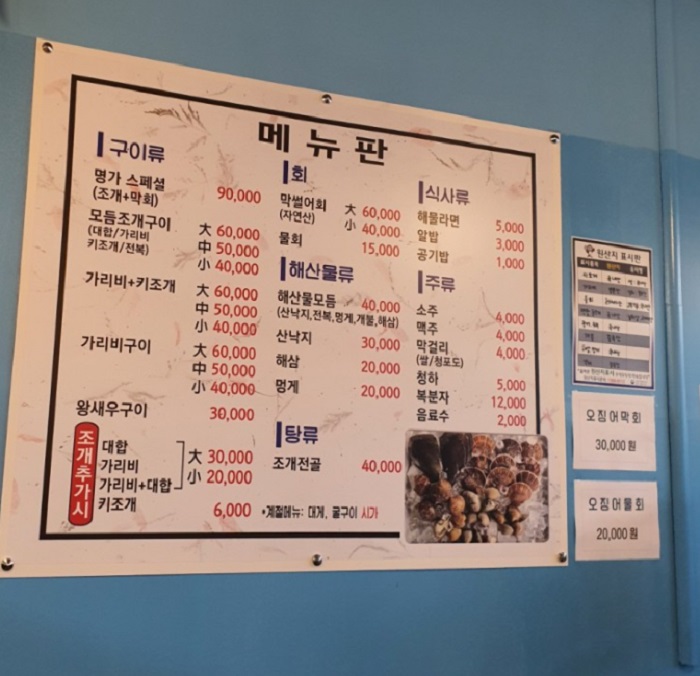 메뉴판
구이류
명가 스페셜 90,000
(조개+막회)
모듬조개구이 大 60,000
(대합/가리비 中 50,000
키조개/전복) 小 40,000
가리비+키조개 大 60,000
中 50,000
小 40,000
가리비구이 大 60,000
中 50,000
小 40,000
왕새우구이 30,000
조개추가시
대합
가리비 大 30,000
가리비+대합 小 20,000
키조개 6,000
회
막썰어회 大 60,000
(자연산) 小 40,000
물회 15,000
해산물류
해산물모듬 40,000
(산낙지,전복,멍게,개불,해삼)
산낙지 30,000
해삼 20,000
멍게 20,000
탕류
조개전골 40,000
*계절메뉴: 대게, 굴구이 시가
식사류
해물라면 5,000
알밥 3,000
공기밥 1,000
주류
소주 4,000
맥주 4,000
막걸리 4,000
(쌀/청포도)
청하 5,000
복분자 12,000
음료수 2,000
원산지 표시판
오징어막회
30,000원
오징어물회
20,000원